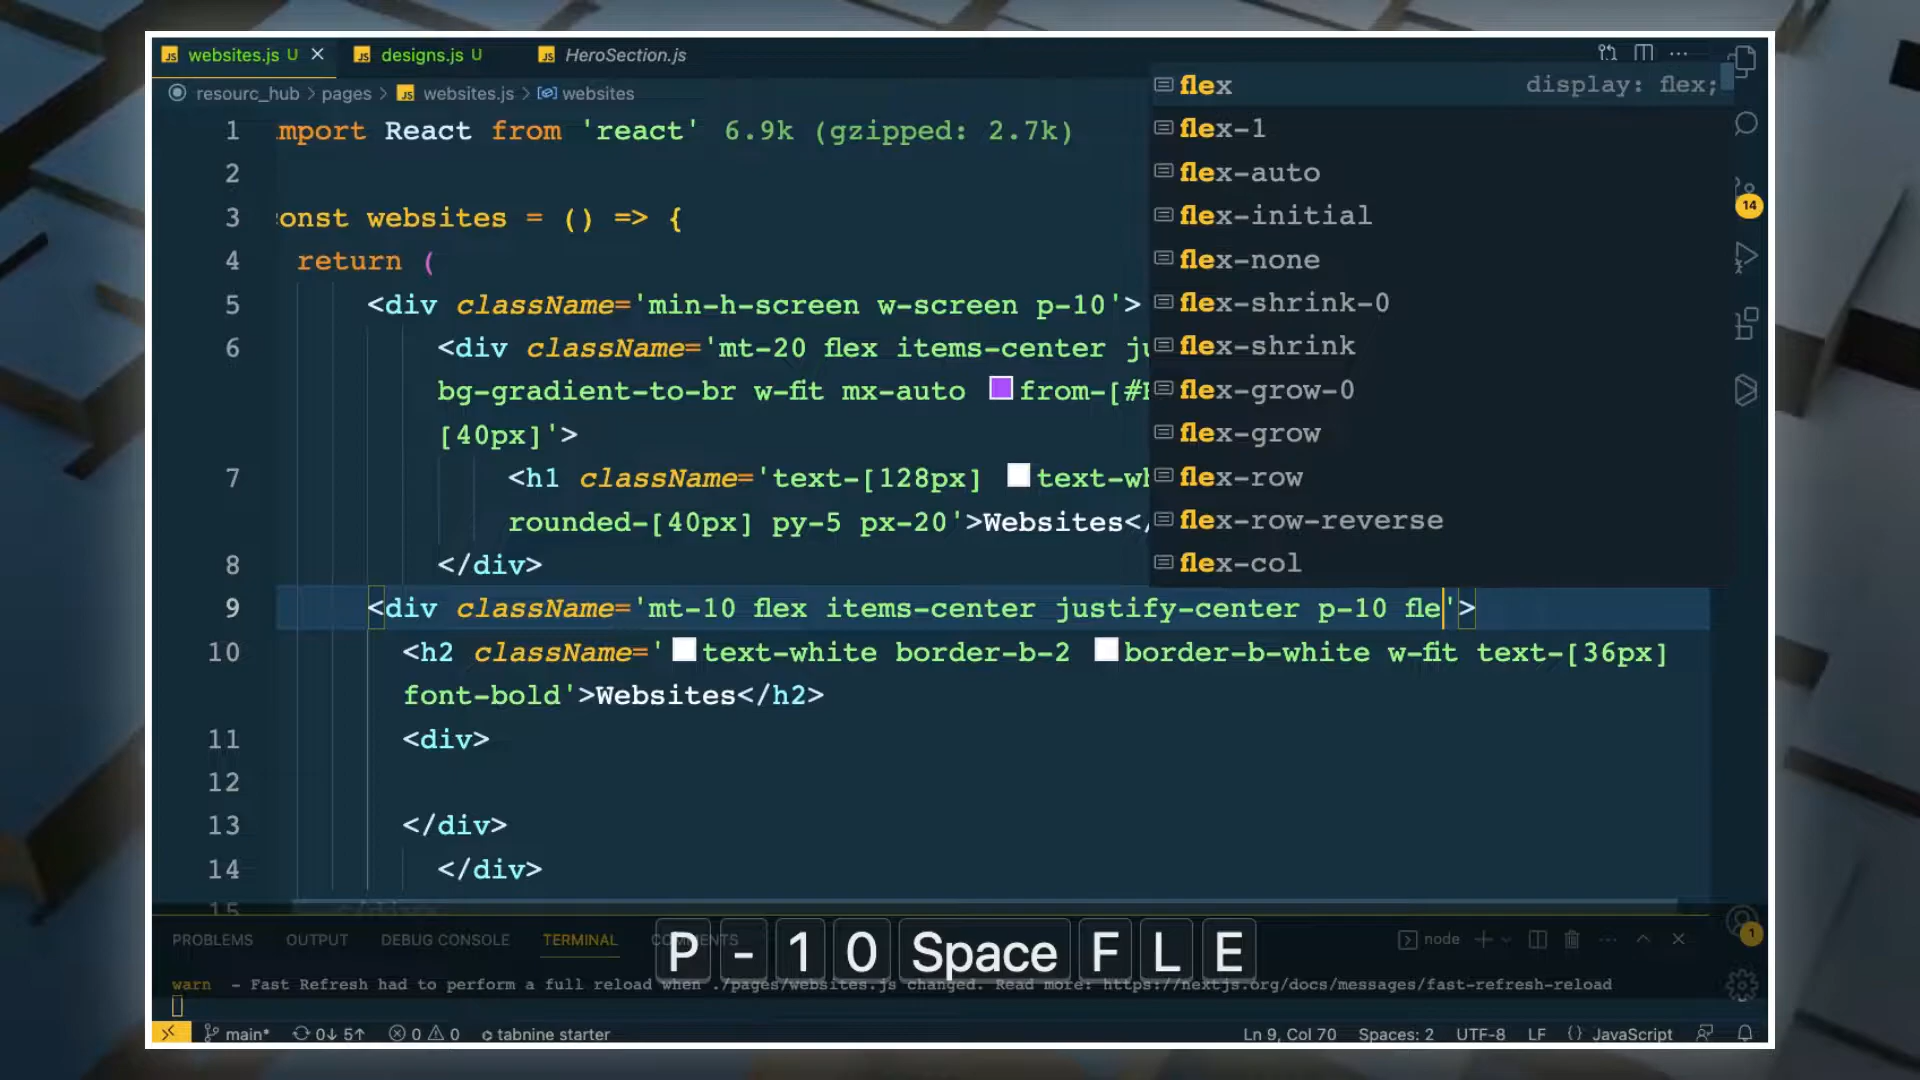 websites.js U
designs.js U
HeroSection.js
resourc_hub > pages > websites.js > websites
1 mport React from 'react' 6.9k (gzipped: 2.7k)
2
3 onst websites = () => {
4 return (
5 <div className='min-h-screen w-screen p-10'>
6 <div className='mt-20 flex items-center
bg-gradient-to-br w-fit mx-auto from-[#
[40px]'>
7 <h1 className='text-[128px] text-wh
rounded-[40px] py-5 px-20'>Websites</
8 </div>
9 <div className='mt-10 flex items-center justify-center p-10 fle'>
10 <h2 className='text-white border-b-2 border-b-white w-fit text-[36px]
font-bold'>Websites</h2>
11 <div>
12
13 </div>
14 </div>
15
flex display: flex;
flex-1
flex-auto
flex-initial
flex-none
flex-shrink-0
flex-shrink
flex-grow-0
flex-grow
flex-row
flex-row-reverse
flex-col
14
PROBLEMS OUTPUT DEBUG CONSOLE TERMINAL node
P - 1 0 Space F L E
1
warn - Fast Refresh had to perform a full reload when ./pages/websites.js changed. Read more: https://nextjs.org/docs/messages/fast-refresh-reload
main* 0↓ 5↑ 0 0 tabnine starter Ln 9, Col 70 Spaces: 2 UTF-8 LF {} JavaScript